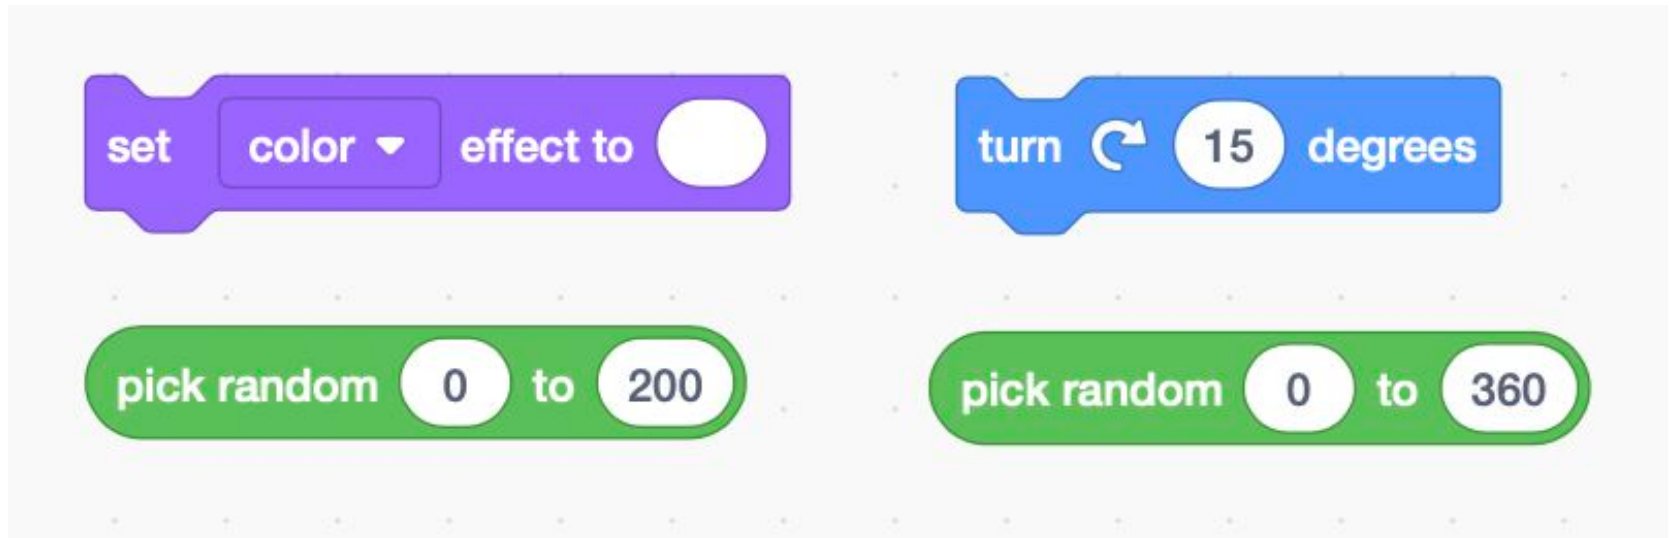 set color effect to
turn 15 degrees
pick random 0 to 200
pick random 0 to 360